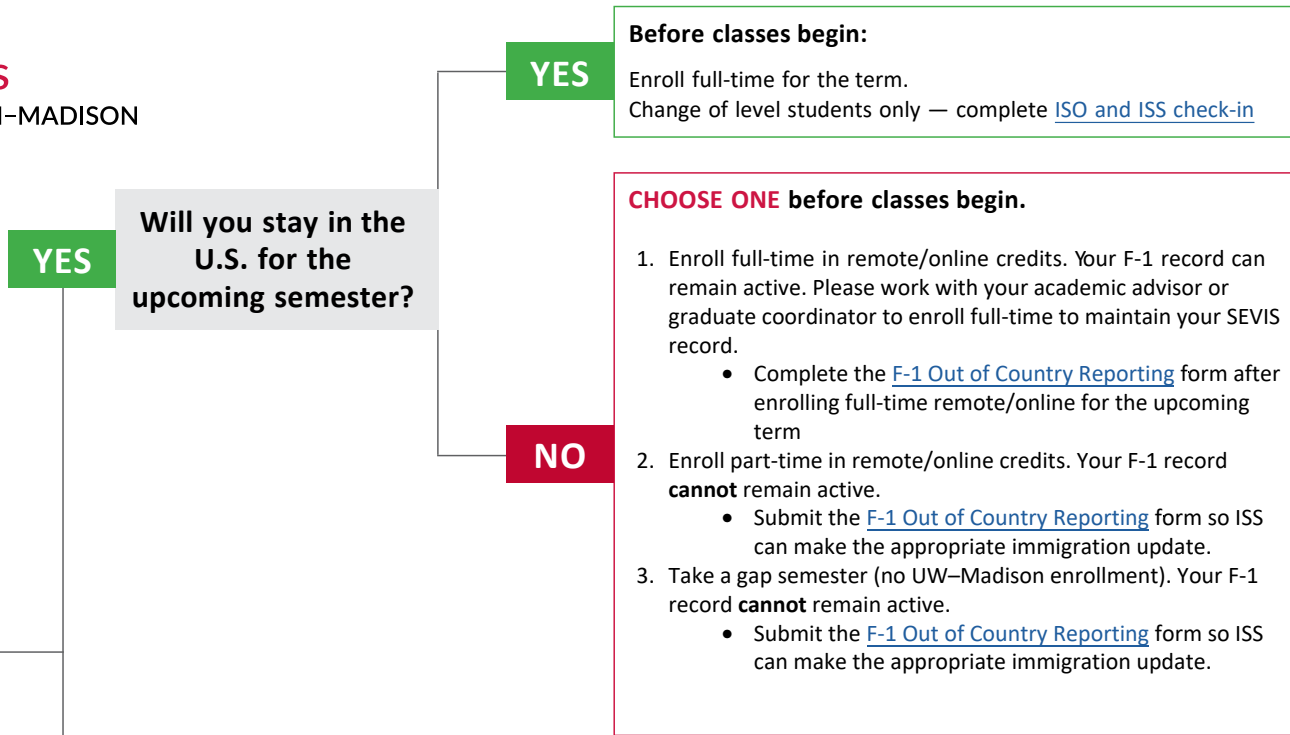 S
–MADISON
YES
Will you stay in the
U.S. for the
upcoming semester?
YES
Before classes begin:
Enroll full-time for the term.
Change of level students only — complete ISO and ISS check-in
NO
CHOOSE ONE before classes begin.
1. Enroll full-time in remote/online credits. Your F-1 record can
remain active. Please work with your academic advisor or
graduate coordinator to enroll full-time to maintain your SEVIS
record.
• Complete the F-1 Out of Country Reporting form after
enrolling full-time remote/online for the upcoming
term
2. Enroll part-time in remote/online credits. Your F-1 record
cannot remain active.
• Submit the F-1 Out of Country Reporting form so ISS
can make the appropriate immigration update.
3. Take a gap semester (no UW–Madison enrollment). Your F-1
record cannot remain active.
• Submit the F-1 Out of Country Reporting form so ISS
can make the appropriate immigration update.